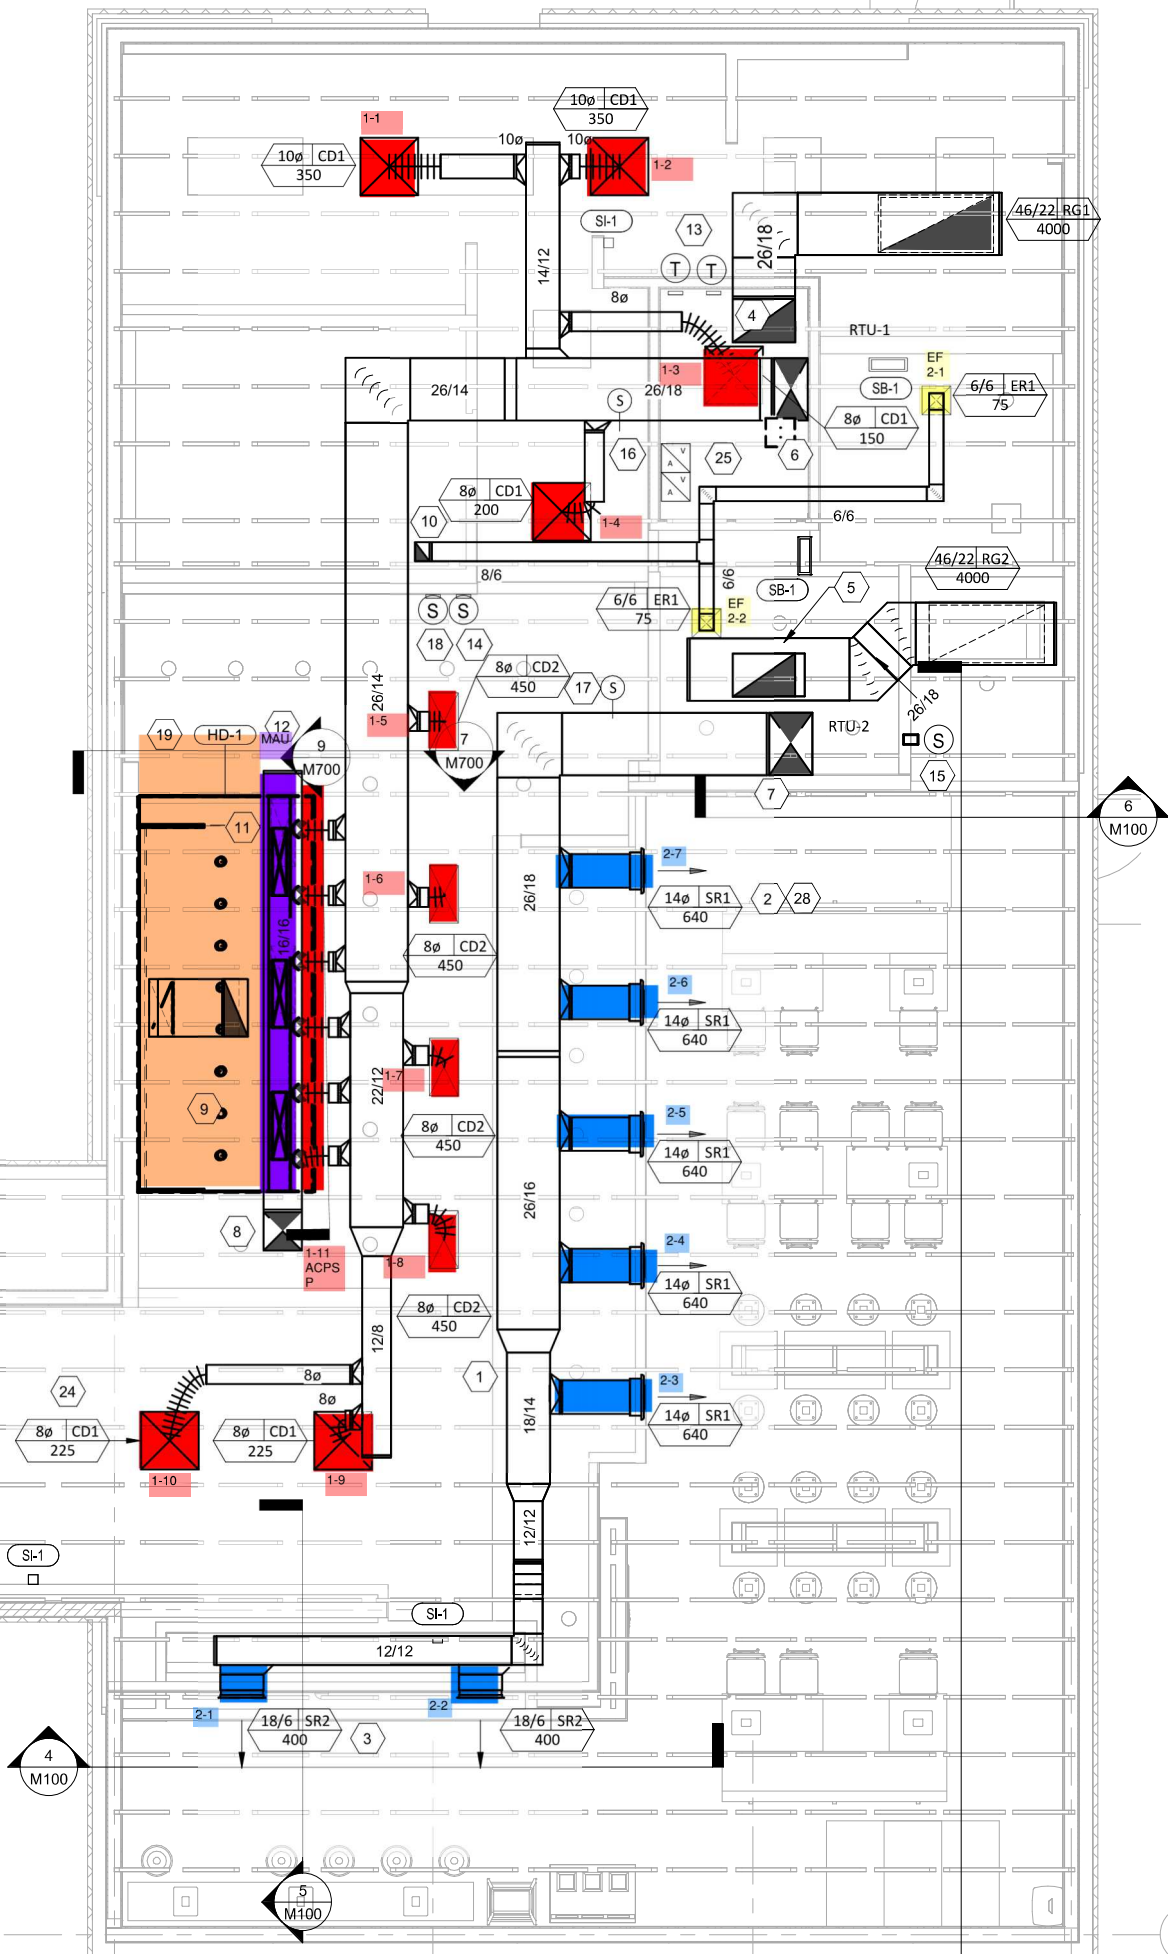 1-1
10ø CD1
350
10ø CD1
350
10ø
10ø
1-2
SI-1
13
T
T
46/22 RG1
4000
26/18
14/12
8ø
4
RTU-1
EF
2-1
SB-1
6/6 ER1
75
1-3
26/14
26/18
S
8ø CD1
150
16
25
6
V
A
V
A
8ø CD1
200
10
1-4
6/6
8/6
46/22 RG2
4000
6/6
SB-1
5
6/6 ER1
75
EF
2-2
S
S
18
14
8ø CD2
450
17
S
26/14
26/18
1-5
19
HD-1
12
MAU
9
M700
7
M700
RTU-2
S
15
7
6
M100
11
2-7
1-6
26/18
14ø SR1
640
2
28
16/16
8ø CD2
450
2-6
14ø SR1
640
1-7
22/12
9
2-5
8ø CD2
450
14ø SR1
640
26/16
8
1-11
ACPS
P
1-8
2-4
14ø SR1
640
8ø CD2
450
12/8
1
8ø
24
8ø
2-3
18/14
14ø SR1
640
8ø CD1
225
8ø CD1
225
1-10
1-9
12/12
SI-1
SI-1
12/12
2-1
2-2
18/6 SR2
400
3
18/6 SR2
400
4
M100
5
M100